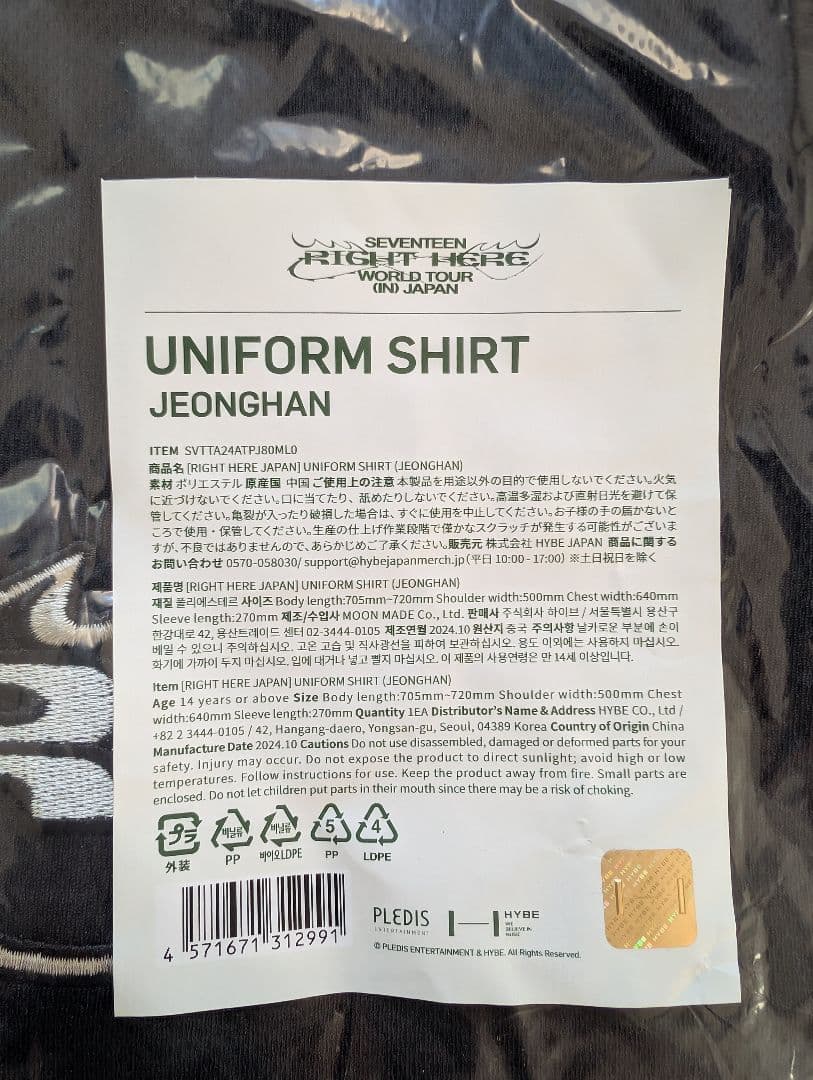 SEVENTEEN
RIGHT HERE
WORLD TOUR
(IN) JAPAN
UNIFORM SHIRT
JEONGHAN
ITEM SVTTA24ATPJ80ML0
商品名 [RIGHT HERE JAPAN] UNIFORM SHIRT (JEONGHAN)
素材 ポリエステル 原産国 中国 ご使用上の注意 本製品を用途以外の目的で使用しないでください。火気
に近づけないでください。口に当てたり、舐めたりしないでください。高温多湿および直射日光を避けて保
管してください。亀裂が入ったり破損した場合は、すぐに使用を中止してください。お子様の手の届かないと
ころで使用・保管してください。生産の仕上げ作業段階で僅かなスクラッチが発生する可能性がございま
すが、不良ではありませんので、あらかじめご了承ください。販売元 株式会社 HYBE JAPAN 商品に関する
お問い合わせ 0570-058030/ support@hybejapanmerch.jp (平日 10:00 - 17:00) ※土日祝日を除く
제품명 [RIGHT HERE JAPAN] UNIFORM SHIRT (JEONGHAN)
재질 폴리에스테르 사이즈 Body length:705mm~720mm Shoulder width:500mm Chest width:640mm
Sleeve length:270mm 제조/수입사 MOON MADE Co., Ltd. 판매사 주식회사 하이브 / 서울특별시 용산구
한강대로 42, 용산트레이드 센터 02-3444-0105 제조연월 2024.10 원산지 중국 주의사항 날카로운 부분에 손이
베일 수 있으니 주의하십시오. 고온 고습 및 직사광선을 피하여 보관하십시오. 용도 이외에는 사용하지 마십시오.
화기에 가까이 두지 마십시오. 입에 대거나 넣고 빨지 마십시오. 이 제품의 사용연령은 만 14세 이상입니다.
Item [RIGHT HERE JAPAN] UNIFORM SHIRT (JEONGHAN)
Age 14 years or above Size Body length:705mm~720mm Shoulder width:500mm Chest
width:640mm Sleeve length:270mm Quantity 1EA Distributor's Name & Address HYBE CO., Ltd /
+82 2 3444-0105 / 42, Hangang-daero, Yongsan-gu, Seoul, 04389 Korea Country of Origin China
Manufacture Date 2024.10 Cautions Do not use disassembled, damaged or deformed parts for your
safety. Injury may occur. Do not expose the product to direct sunlight; avoid high or low
temperatures. Follow instructions for use. Keep the product away from fire. Small parts are
enclosed. Do not let children put parts in their mouth since there may be a risk of choking.
プラ 비닐류 비닐류 5 4
外装 PP 바이오LDPE PP LDPE
4 571671 312991
PLEDIS
ENTERTAINMENT
HYBE
WE
BELIEVE IN
MUSIC
© PLEDIS ENTERTAINMENT & HYBE. All Rights Reserved.